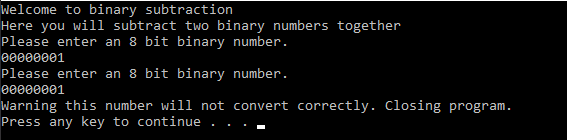 Welcome to binary subtraction
Here you will subtract two binary numbers together
Please enter an 8 bit binary number.
00000001
Please enter an 8 bit binary number.
00000001
Warning this number will not convert correctly. Closing program.
Press any key to continue . . .